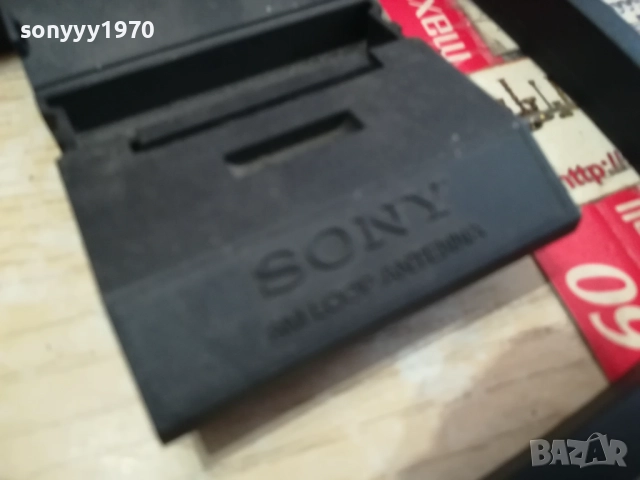 sonyyy1970
maxell
http://
60
SONY
AM LOOP ANTENNA
BAZAR